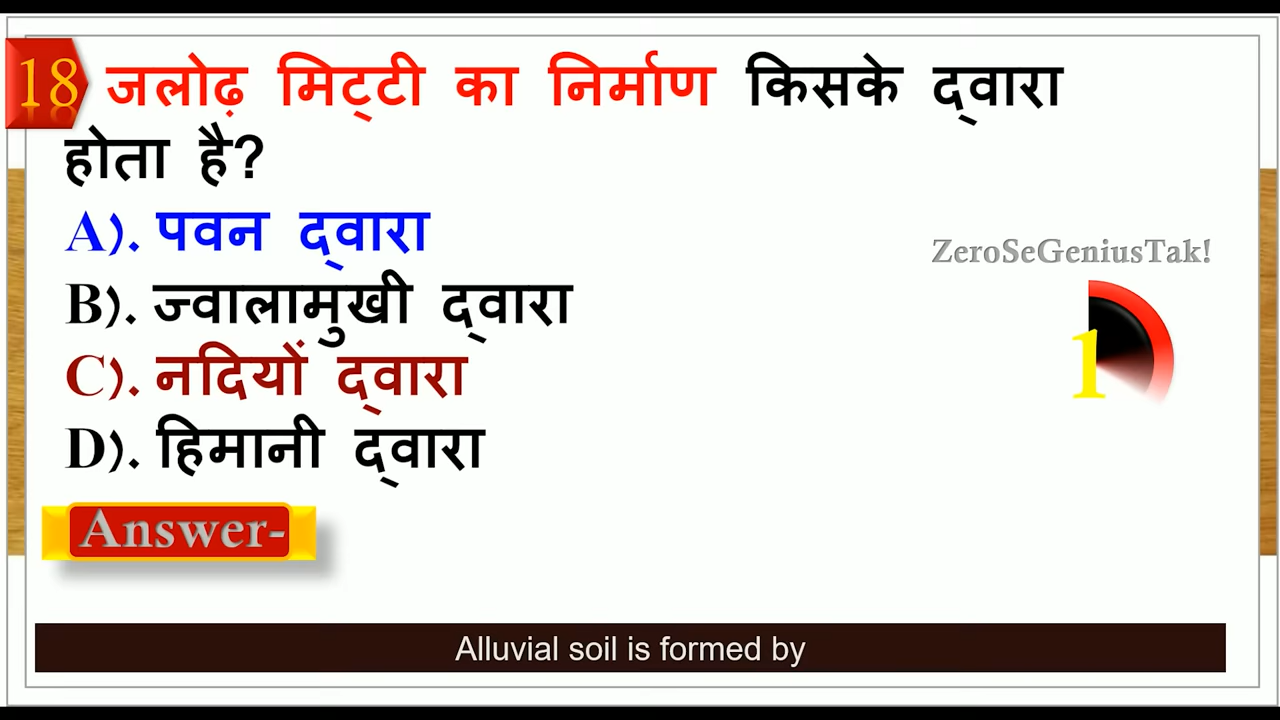 18 जलोढ़ मिट्टी का निर्माण किसके द्वारा
होता है?
A). पवन द्वारा
B). ज्वालामुखी द्वारा
C). नदियों द्वारा
D). हिमानी द्वारा
ZeroSeGeniusTak!
1
Answer-
Alluvial soil is formed by